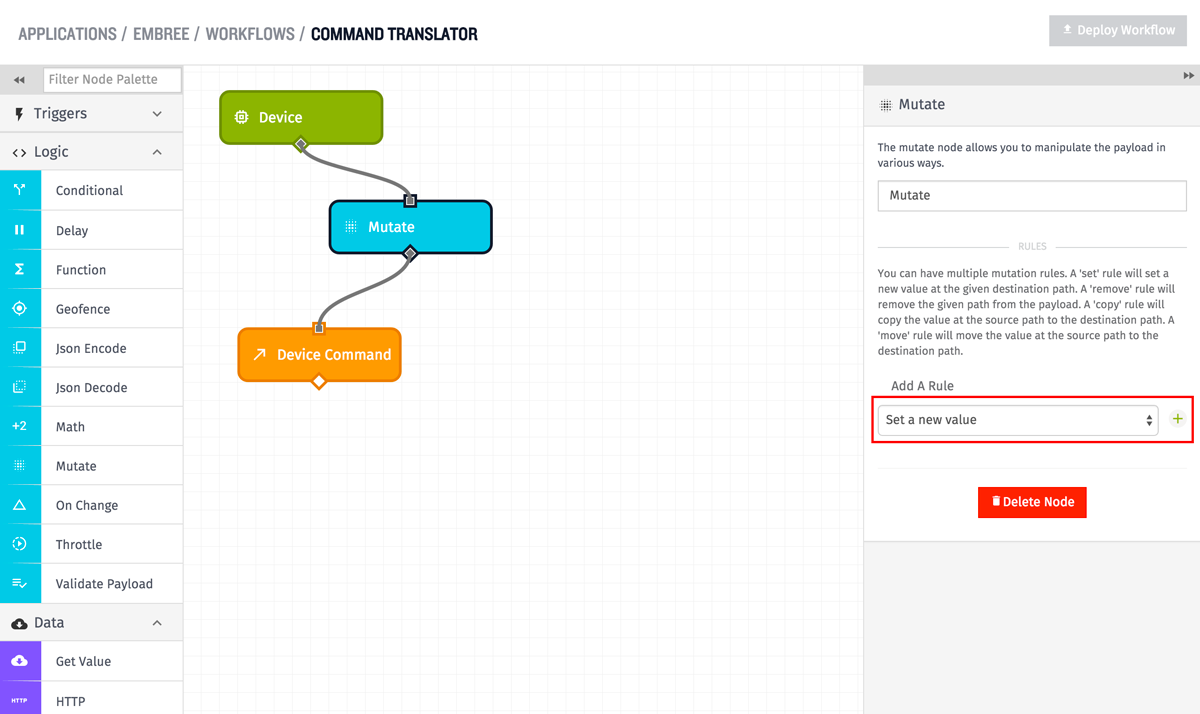 APPLICATIONS / EMBREE / WORKFLOWS / COMMAND TRANSLATOR
Deploy Workflow
Filter Node Palette
Triggers
Logic
Conditional
Delay
Function
Geofence
Json Encode
Json Decode
+2 Math
Mutate
On Change
Throttle
Validate Payload
Data
Get Value
HTTP HTTP
Device
Mutate
Device Command
Mutate
The mutate node allows you to manipulate the payload in
various ways.
Mutate
RULES
You can have multiple mutation rules. A 'set' rule will set a
new value at the given destination path. A 'remove' rule will
remove the given path from the payload. A 'copy' rule will
copy the value at the source path to the destination path. A
'move' rule will move the value at the source path to the
destination path.
Add A Rule
Set a new value
Delete Node